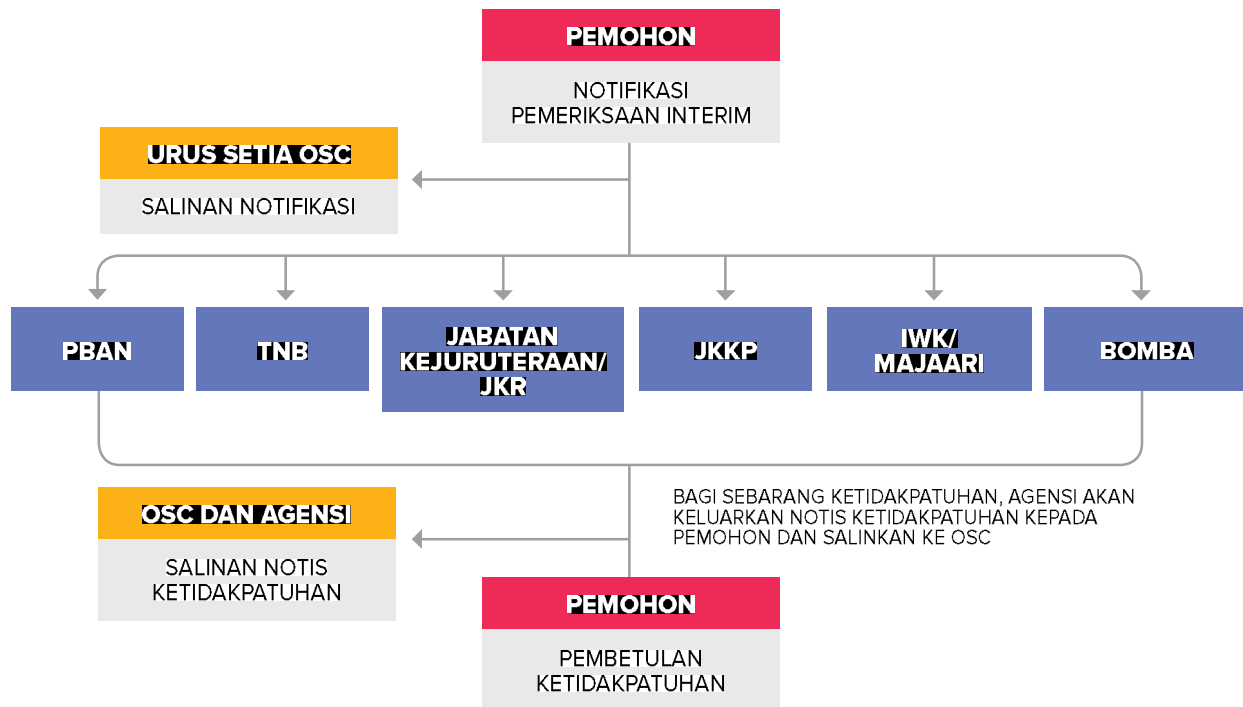 PEMOHON
NOTIFIKASI
PEMERIKSAAN INTERIM
URUS SETIA OSC
SALINAN NOTIFIKASI
PBAN
TNB
JABATAN
KEJURUTERAAN/
JKR
JKKP
IWK/
MAJAARI
BOMBA
OSC DAN AGENSI
SALINAN NOTIS
KETIDAKPATUHAN
BAGI SEBARANG KETIDAKPATUHAN, AGENSI AKAN
KELUARKAN NOTIS KETIDAKPATUHAN KEPADA
PEMOHON DAN SALINKAN KE OSC
PEMOHON
PEMBETULAN
KETIDAKPATUHAN